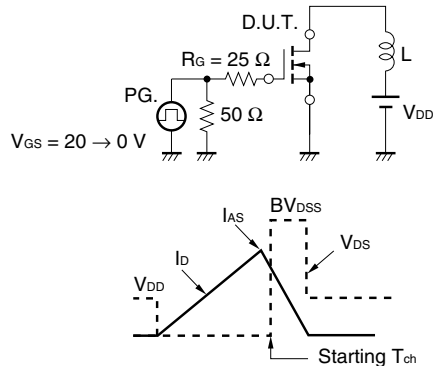 D.U.T.
RG = 25 Ω
L
PG.
50 Ω
VDD
VGS = 20 → 0 V
BVDSS
IAS
VDS
ID
VDD
Starting Tch